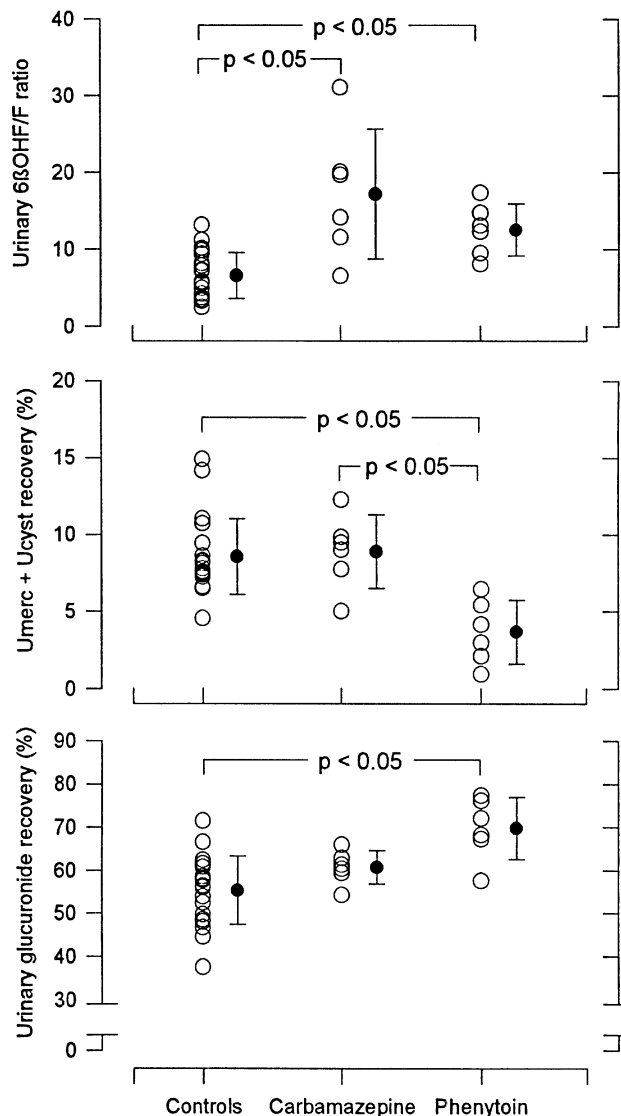 Urinary 6ßOHF/F ratio
40
30
20
10
0
p < 0.05
p < 0.05
Umerc + Ucyst recovery (%)
20
15
10
5
0
p < 0.05
p < 0.05
Urinary glucuronide recovery (%)
90
80
70
60
50
40
30
0
p < 0.05
Controls Carbamazepine Phenytoin